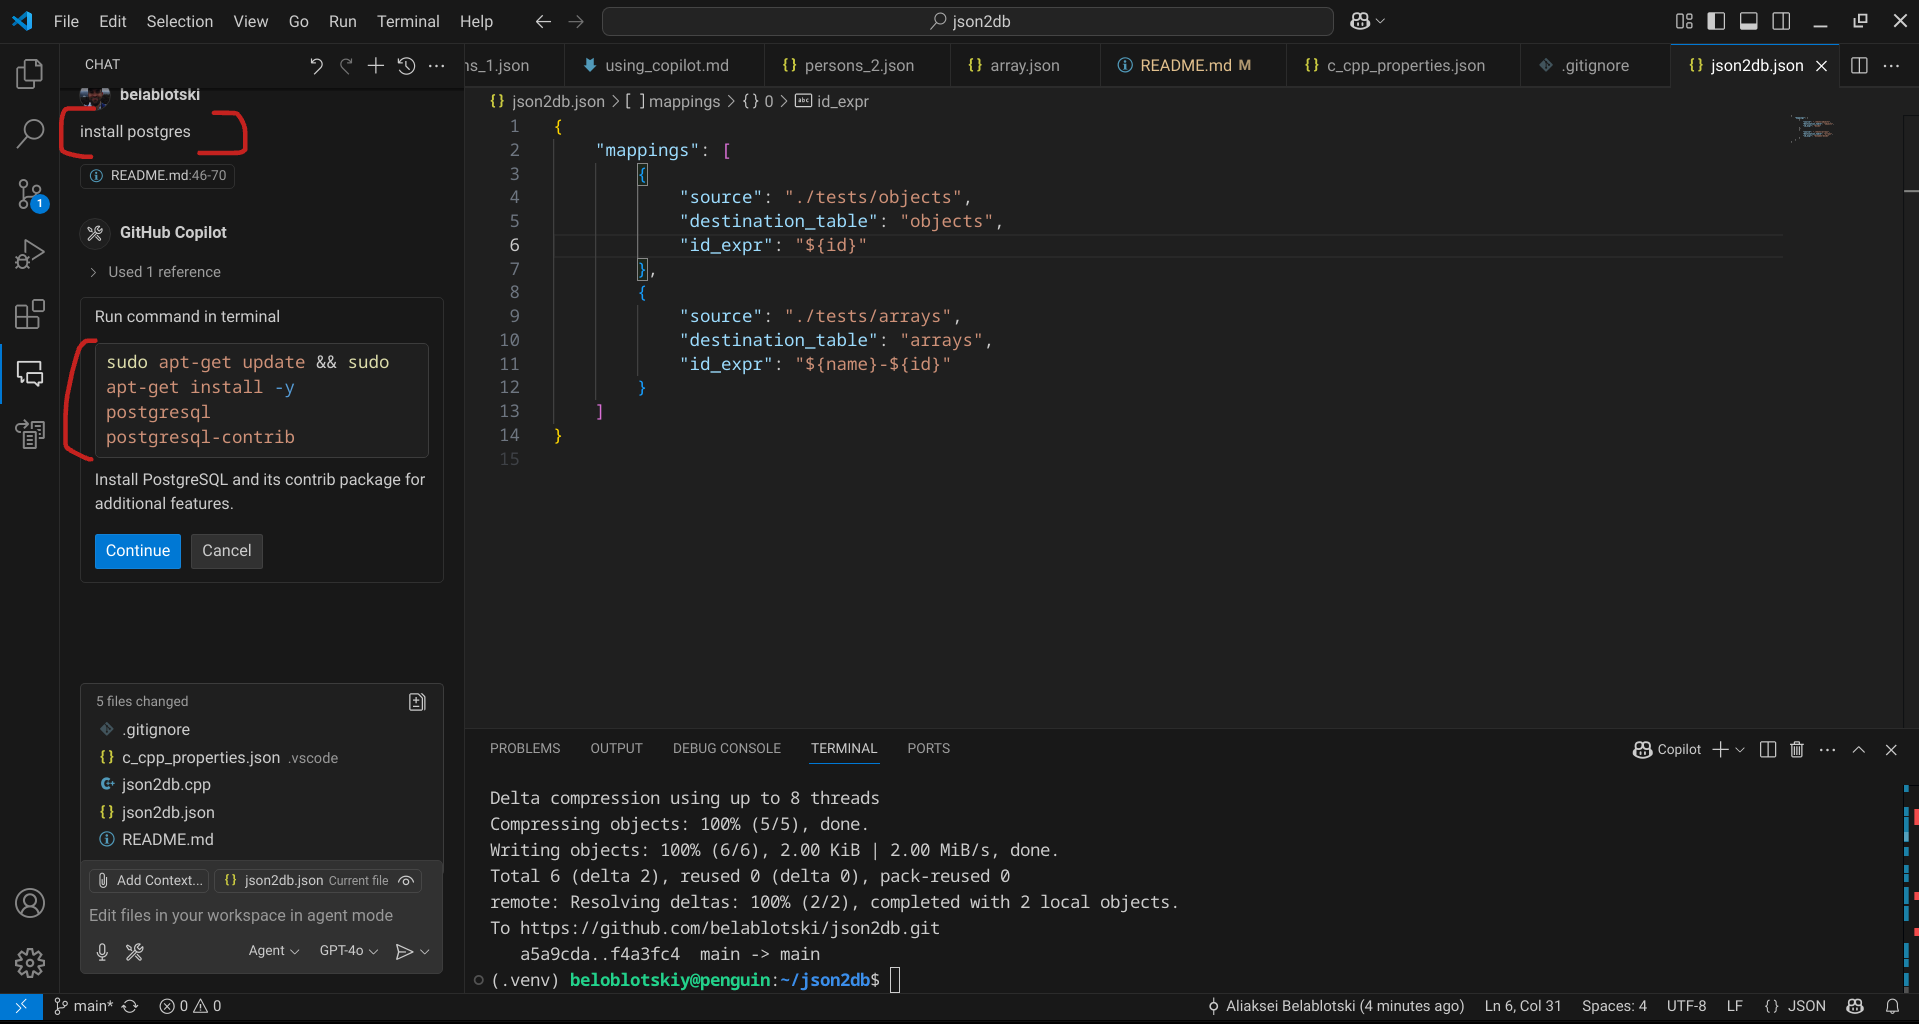 File Edit Selection View Go Run Terminal Help
json2db
CHAT
belablotski
install postgres
README.md:46-70
GitHub Copilot
Used 1 reference
Run command in terminal
sudo apt-get update && sudo
apt-get install -y
postgresql
postgresql-contrib
Install PostgreSQL and its contrib package for
additional features.
Continue Cancel
5 files changed
.gitignore
c_cpp_properties.json .vscode
json2db.cpp
json2db.json
README.md
Add Context... {} json2db.json Current file
Edit files in your workspace in agent mode
Agent GPT-4o
ns_1.json using_copilot.md {} persons_2.json {} array.json README.md M {} c_cpp_properties.json .gitignore {} json2db.json
{} json2db.json > [ ] mappings > {} 0 > abc id_expr
1 {
2 "mappings": [
3 {
4 "source": "./tests/objects",
5 "destination_table": "objects",
6 "id_expr": "${id}"
7 },
8 {
9 "source": "./tests/arrays",
10 "destination_table": "arrays",
11 "id_expr": "${name}-${id}"
12 }
13 ]
14 }
15
PROBLEMS OUTPUT DEBUG CONSOLE TERMINAL PORTS
Copilot
Delta compression using up to 8 threads
Compressing objects: 100% (5/5), done.
Writing objects: 100% (6/6), 2.00 KiB | 2.00 MiB/s, done.
Total 6 (delta 2), reused 0 (delta 0), pack-reused 0
remote: Resolving deltas: 100% (2/2), completed with 2 local objects.
To https://github.com/belablotski/json2db.git
a5a9cda..f4a3fc4 main -> main
(.venv) beloblotskiy@penguin:~/json2db$
1
main* 0 0 Aliaksei Belablotski (4 minutes ago) Ln 6, Col 31 Spaces: 4 UTF-8 LF {} JSON